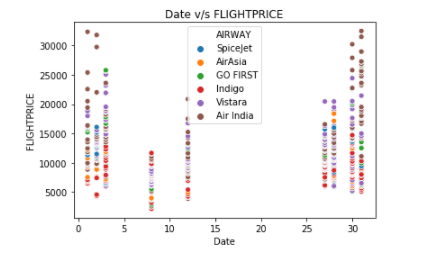 Date v/s FLIGHTPRICE
AIRWAY
SpiceJet
AirAsia
GO FIRST
Indigo
Vistara
Air India
FLIGHTPRICE
30000
25000
20000
15000
10000
5000
0 5 10 15 20 25 30
Date